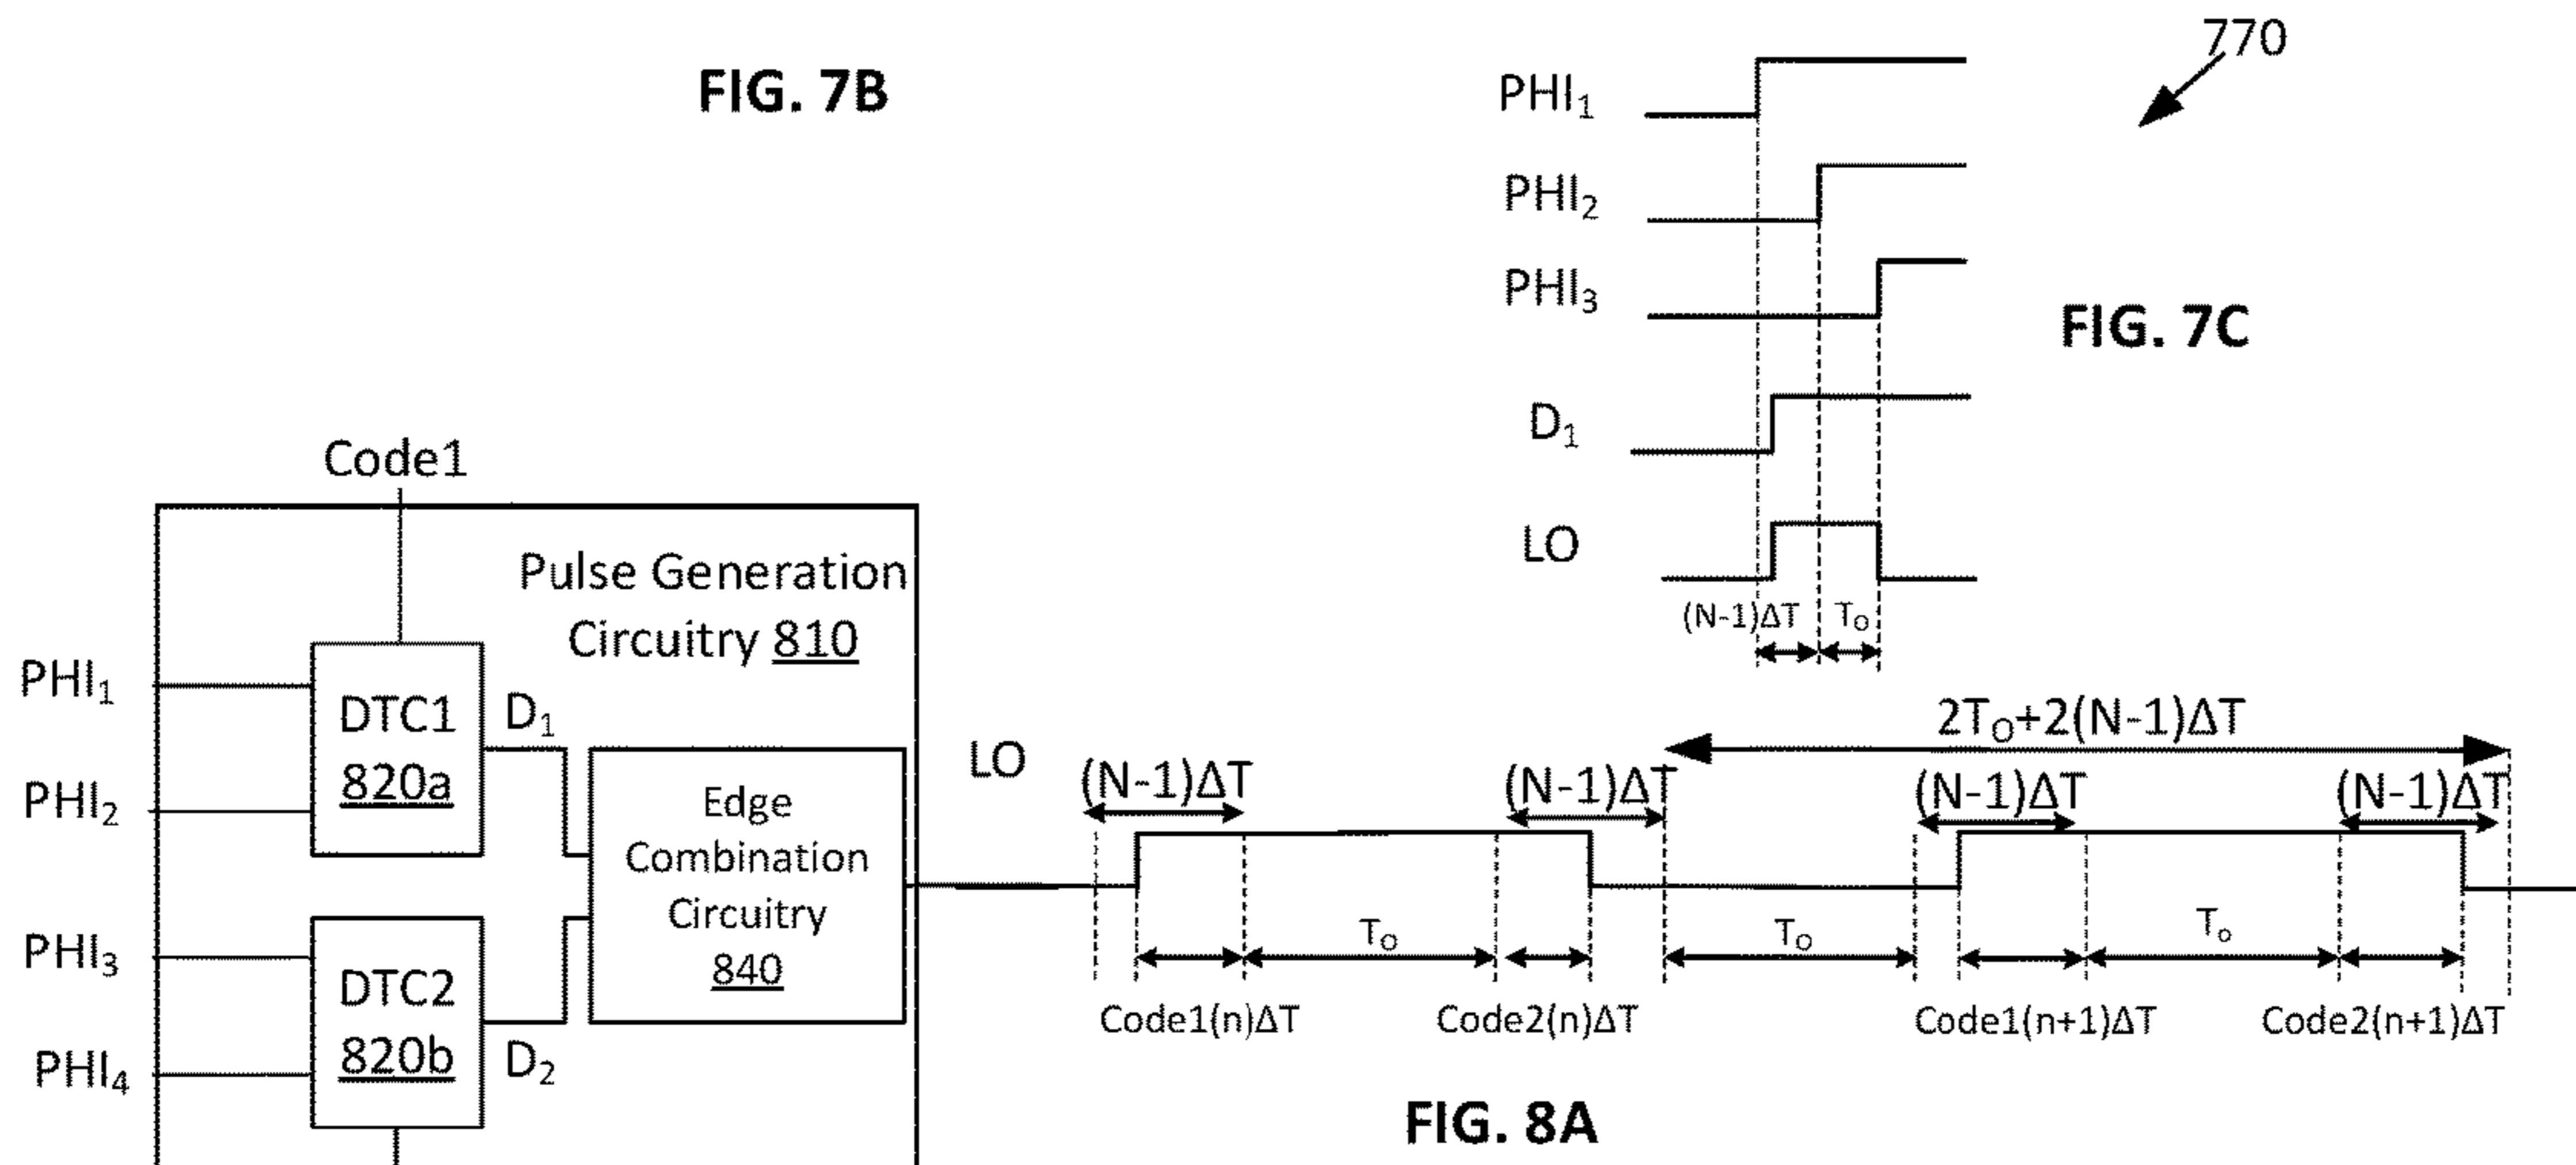 FIG. 7B
770
PHI1
PHI2
PHI3
FIG. 7C
D1
LO
(N-1)ΔT
To
Code1
Pulse Generation
Circuitry 810
PHI1
PHI2
DTC1
820a
D1
PHI3
PHI4
DTC2
820b
D2
Edge
Combination
Circuitry
840
LO
2To+2(N-1)ΔT
(N-1)ΔT
(N-1)ΔT
(N-1)ΔT
(N-1)ΔT
To
To
To
Code1(n)ΔT
Code2(n)ΔT
Code1(n+1)ΔT
Code2(n+1)ΔT
FIG. 8A